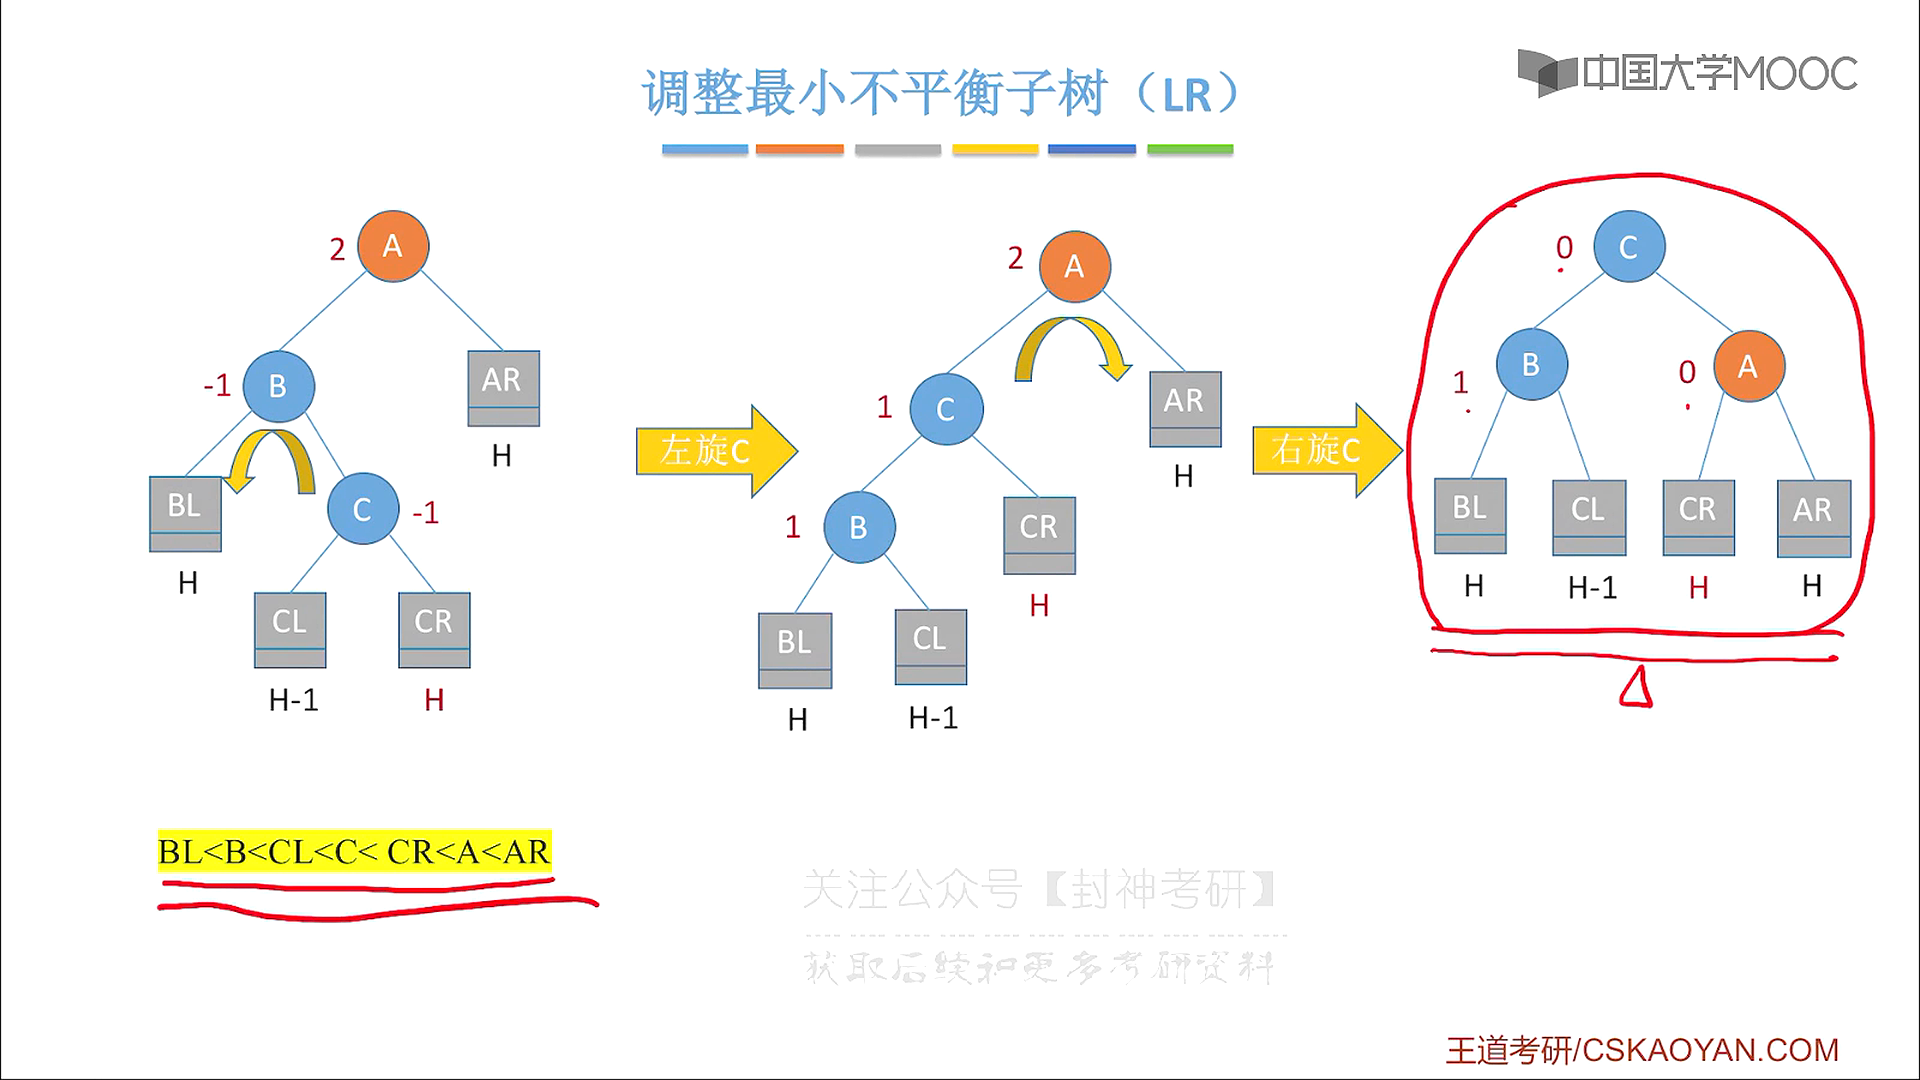 中国大学MOOC
调整最小不平衡子树（LR）
2 A
-1 B
AR
H
BL
H
C -1
CL
CR
H-1
H
左旋C
2 A
1 C
AR
H
1 B
CR
H
BL
CL
H
H-1
右旋C
0 C
1 B
0 A
BL CL CR AR
H H-1 H H
BL<B<CL<C< CR<A<AR
关注公众号【封神考研】
获取后续和更多考研资料
王道考研/CSKAOYAN.COM